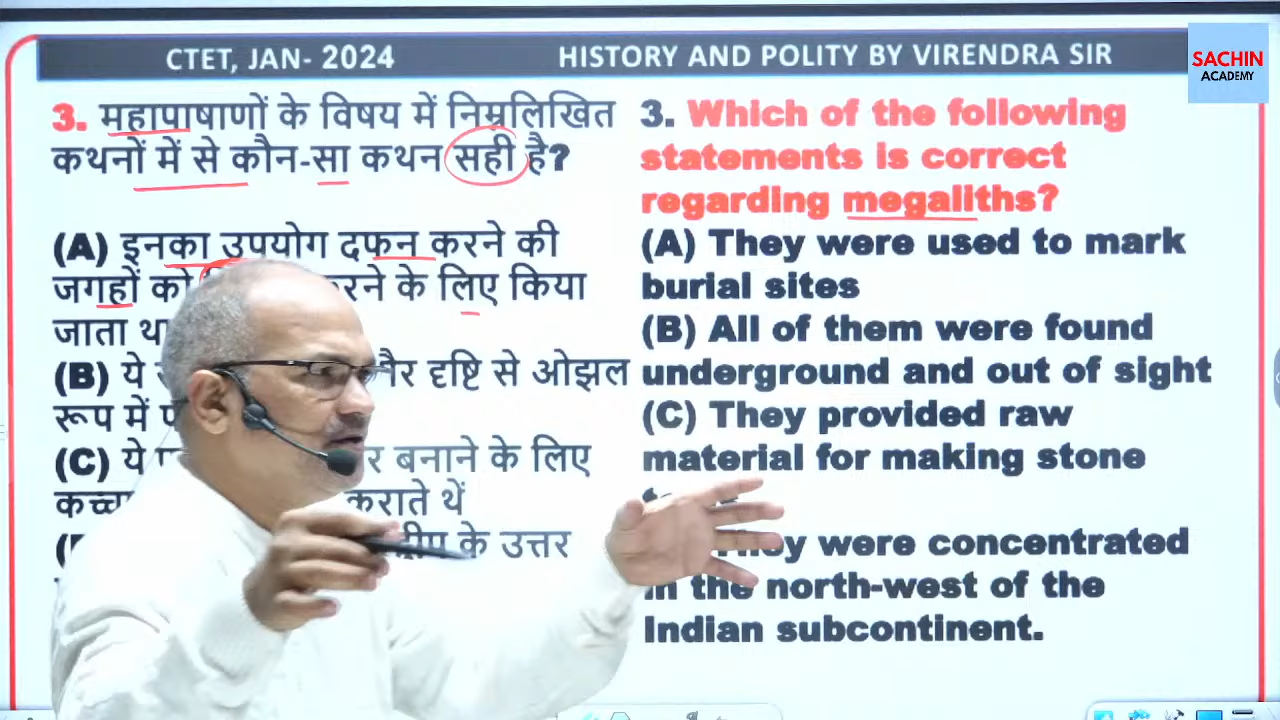 CTET, JAN- 2024
HISTORY AND POLITY BY VIRENDRA SIR
SACHIN
ACADEMY
3. महापाषाणों के विषय में निम्नलिखित
कथनों में से कौन-सा कथन सही है?
(A) इनका उपयोग दफन करने की
जगहों को करने के लिए किया
जाता था
(B) ये और दृष्टि से ओझल
रूप में
(C) ये बनाने के लिए
कराते थें
के उत्तर
3. Which of the following
statements is correct
regarding megaliths?
(A) They were used to mark
burial sites
(B) All of them were found
underground and out of sight
(C) They provided raw
material for making stone
They were concentrated
in the north-west of the
Indian subcontinent.